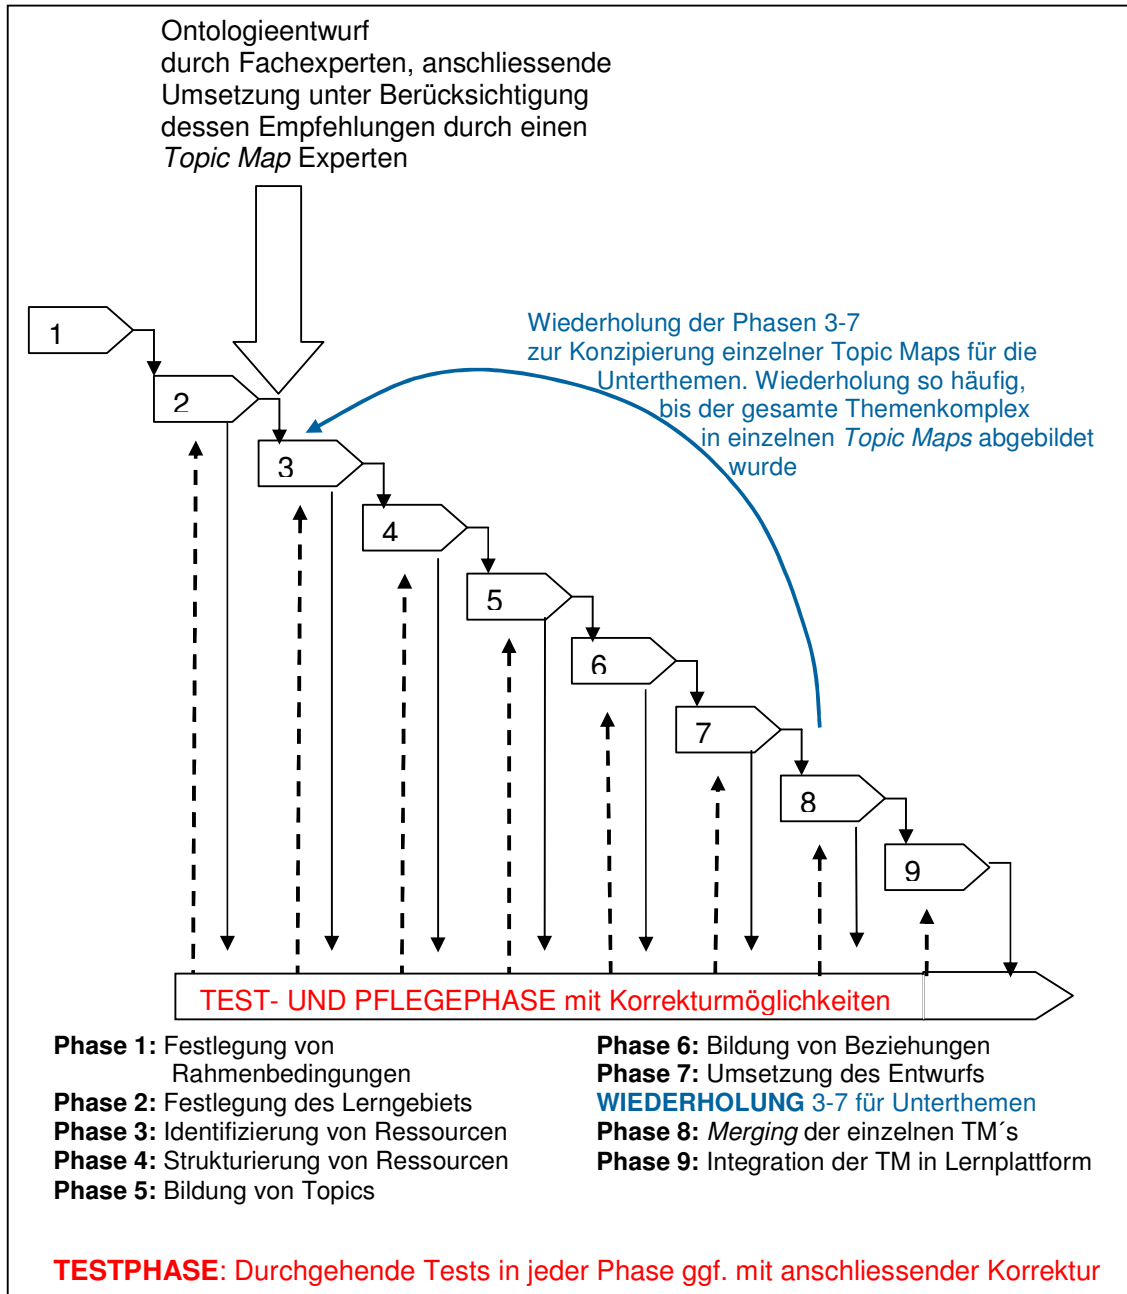 Ontologieentwurf
durch Fachexperten, anschliessende
Umsetzung unter Berücksichtigung
dessen Empfehlungen durch einen
Topic Map Experten
1
2
3
4
5
6
7
8
9
Wiederholung der Phasen 3-7
zur Konzipierung einzelner Topic Maps für die
Unterthemen. Wiederholung so häufig,
bis der gesamte Themenkomplex
in einzelnen Topic Maps abgebildet
wurde
TEST- UND PFLEGEPHASE mit Korrekturmöglichkeiten
Phase 1: Festlegung von
Rahmenbedingungen
Phase 2: Festlegung des Lerngebiets
Phase 3: Identifizierung von Ressourcen
Phase 4: Strukturierung von Ressourcen
Phase 5: Bildung von Topics
Phase 6: Bildung von Beziehungen
Phase 7: Umsetzung des Entwurfs
WIEDERHOLUNG 3-7 für Unterthemen
Phase 8: Merging der einzelnen TM´s
Phase 9: Integration der TM in Lernplattform
TESTPHASE: Durchgehende Tests in jeder Phase ggf. mit anschliessender Korrektur